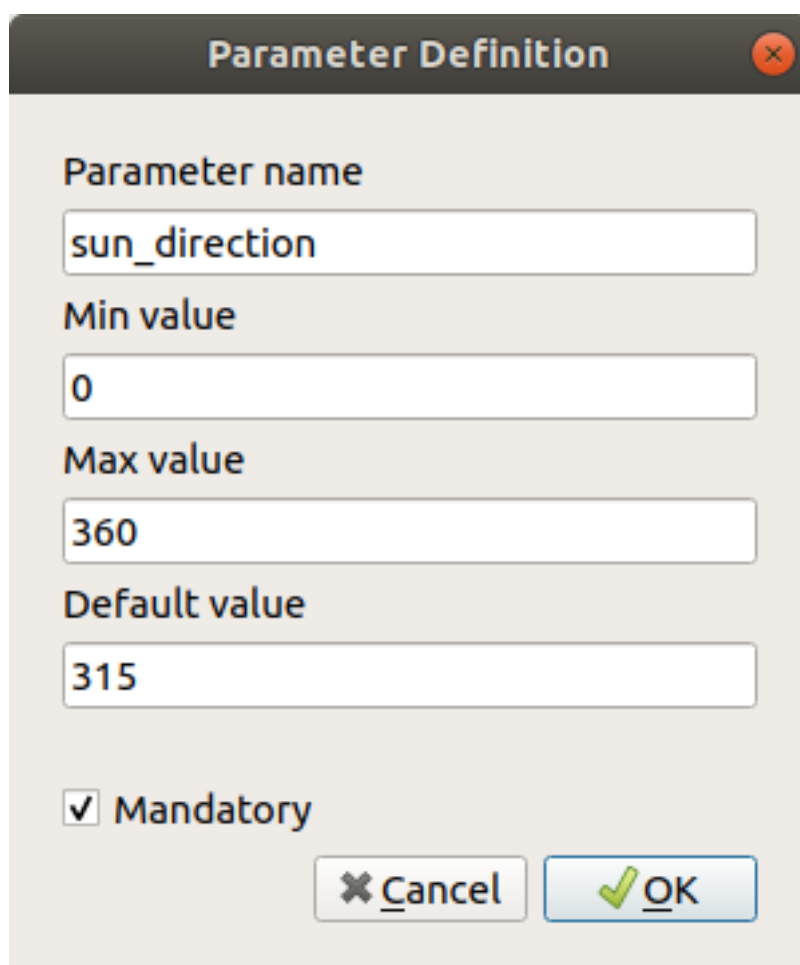 Parameter Definition
Parameter name
sun_direction
Min value
0
Max value
360
Default value
315
Mandatory
Cancel OK